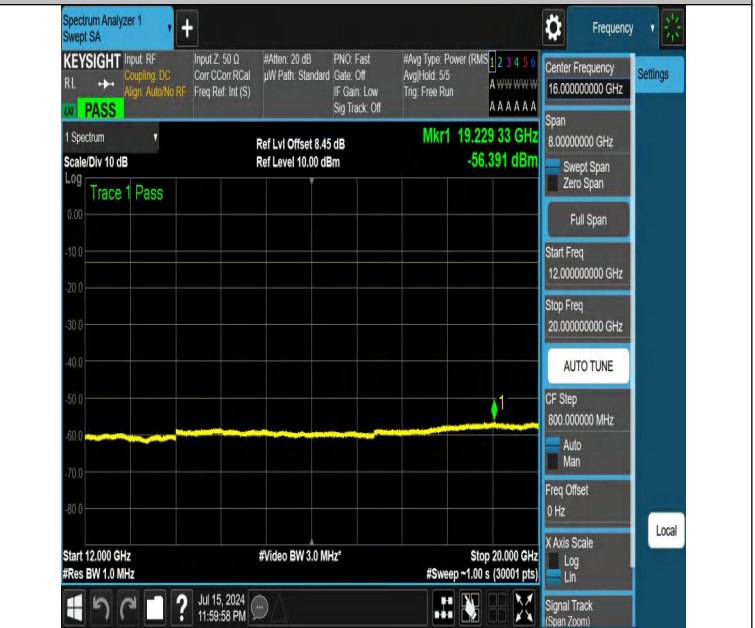 Spectrum Analyzer 1
Swept SA
+
Frequency
KEYSIGHT
RL
PASS
Input: RF
Coupling: DC
Align: Auto/No RF
Input Z: 50 Ω
Corr CCorr RCal
Freq Ref: Int (S)
#Atten: 20 dB
µW Path: Standard
PNO: Fast
Gate: Off
IF Gain: Low
Sig Track: Off
#Avg Type: Power (RMS
Avg|Hold: 5/5
Trig: Free Run
1 2 3 4 5 6
A W W W W W
A A A A A A
1 Spectrum
Scale/Div 10 dB
Ref Lvl Offset 8.45 dB
Ref Level 10.00 dBm
Mkr1 19.229 33 GHz
-56.391 dBm
Log
Trace 1 Pass
0.00
-10.0
-20.0
-30.0
-40.0
-50.0
-60.0
-70.0
-80.0
1
Start 12.000 GHz
#Res BW 1.0 MHz
#Video BW 3.0 MHz*
Stop 20.000 GHz
#Sweep ~1.00 s (30001 pts)
Jul 15, 2024
11:59:58 PM
?
Center Frequency
16.000000000 GHz
Settings
Span
8.00000000 GHz
Swept Span
Zero Span
Full Span
Start Freq
12.000000000 GHz
Stop Freq
20.000000000 GHz
AUTO TUNE
CF Step
800.000000 MHz
Auto
Man
Freq Offset
0 Hz
X Axis Scale
Log
Lin
Local
Signal Track
(Span Zoom)